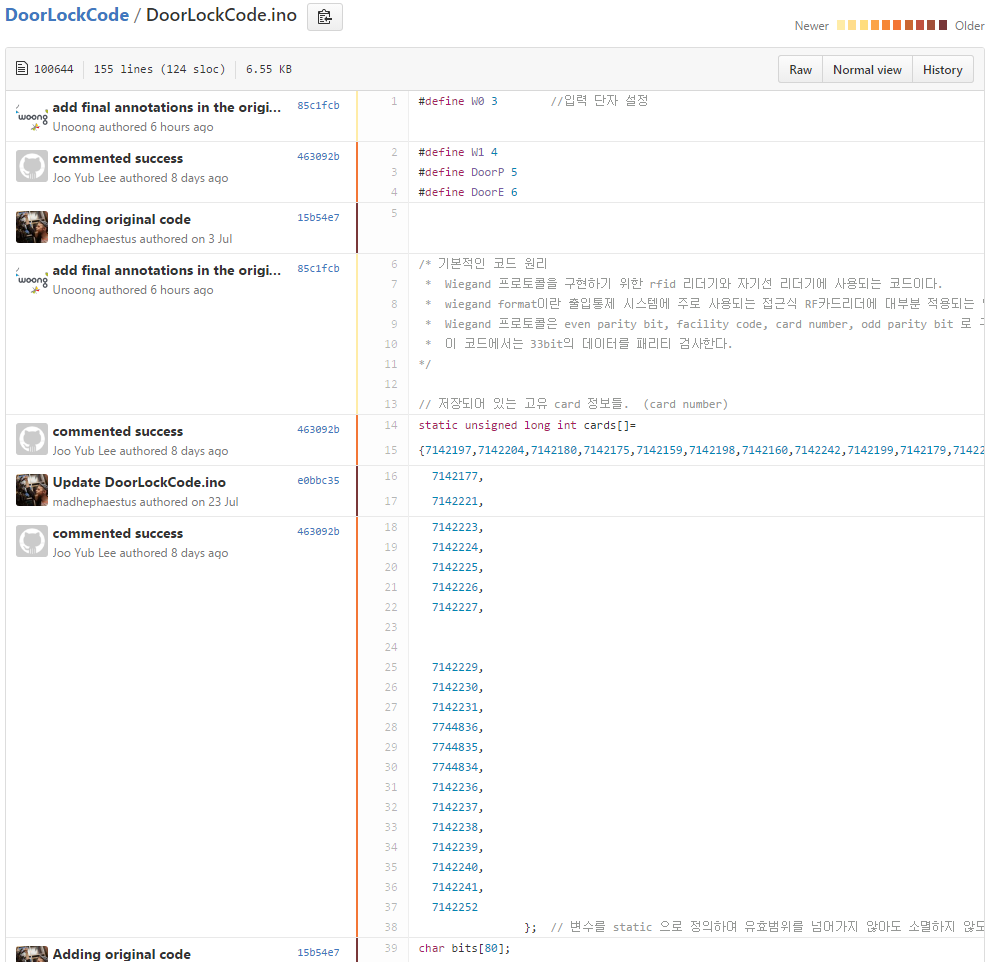 DoorLockCode / DoorLockCode.ino
Newer Older
100644 155 lines (124 sloc) 6.55 KB Raw Normal view History
add final annotations in the origi... 85c1fcb
Unoong authored 6 hours ago
1 #define W0 3 //입력 단자 설정
commented success 463092b
Joo Yub Lee authored 8 days ago
2 #define W1 4
3 #define DoorP 5
4 #define DoorE 6
Adding original code 15b54e7
madhephaestus authored on 3 Jul
5
add final annotations in the origi... 85c1fcb
Unoong authored 6 hours ago
6 /* 기본적인 코드 원리
7 * Wiegand 프로토콜을 구현하기 위한 rfid 리더기와 자기선 리더기에 사용되는 코드이다.
8 * wiegand format이란 출입통제 시스템에 주로 사용되는 접근식 RF카드리더에 대부분 적용되는
9 * Wiegand 프로토콜은 even parity bit, facility code, card number, odd parity bit 로
10 * 이 코드에서는 33bit의 데이터를 패리티 검사한다.
11 */
12
13 // 저장되어 있는 고유 card 정보들. (card number)
commented success 463092b
Joo Yub Lee authored 8 days ago
14 static unsigned long int cards[]=
15 {7142197,7142204,7142180,7142175,7142159,7142198,7142160,7142242,7142199,7142179,7142
Update DoorLockCode.ino e0bbc35
madhephaestus authored on 23 Jul
16 7142177,
17 7142221,
commented success 463092b
Joo Yub Lee authored 8 days ago
18 7142223,
19 7142224,
20 7142225,
21 7142226,
22 7142227,
23
24
25 7142229,
26 7142230,
27 7142231,
28 7744836,
29 7744835,
30 7744834,
31 7142236,
32 7142237,
33 7142238,
34 7142239,
35 7142240,
36 7142241,
37 7142252
38 }; // 변수를 static 으로 정의하여 유효범위를 넘어가지 않아도 소멸하지 않도
Adding original code 15b54e7
39 char bits[80];